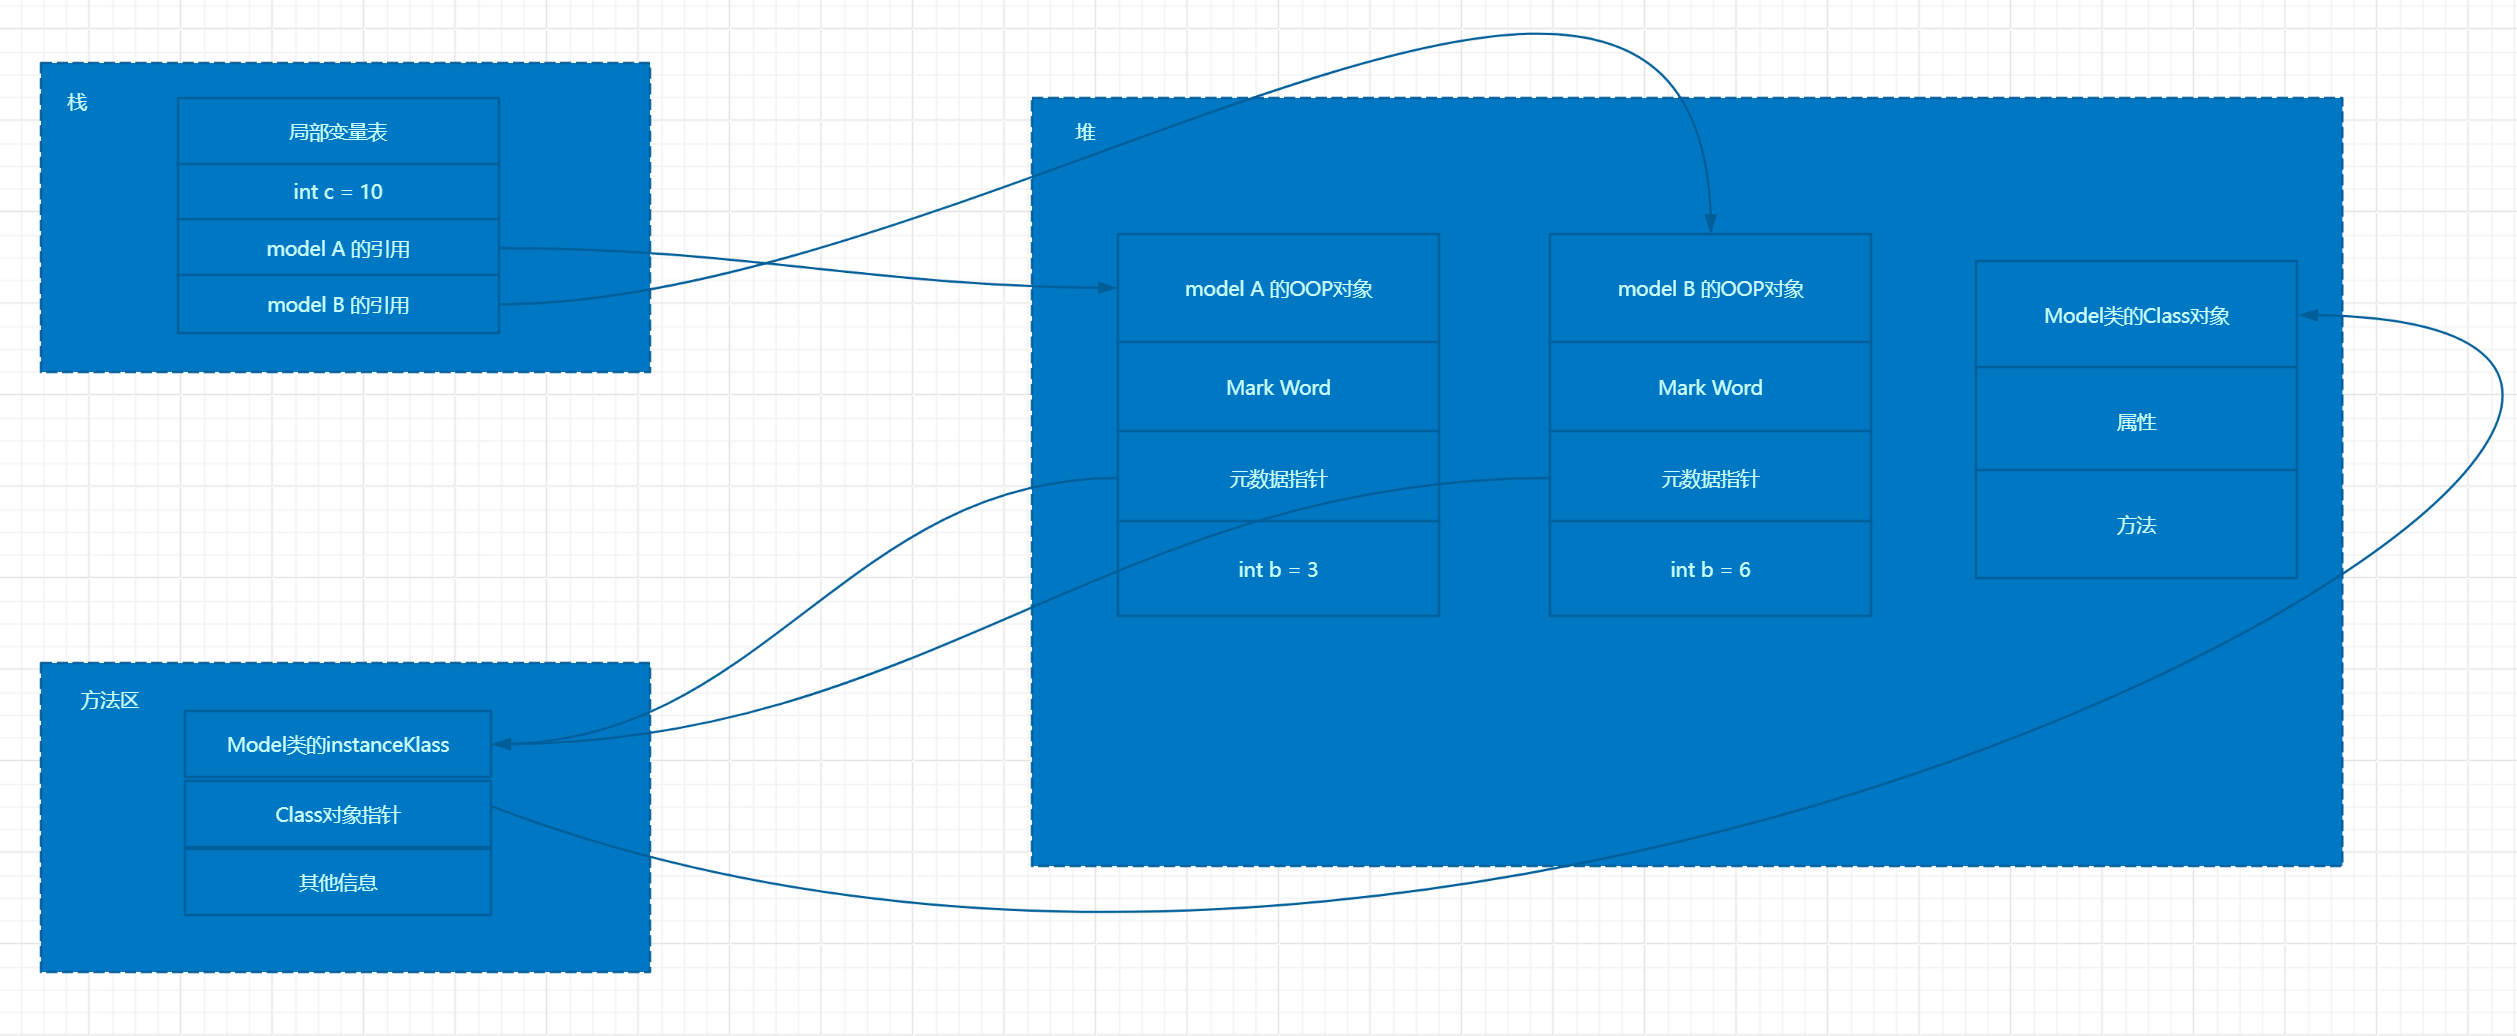 栈
局部变量表
int c = 10
model A 的引用
model B 的引用
堆
model A 的OOP对象
Mark Word
元数据指针
int b = 3
model B 的OOP对象
Mark Word
元数据指针
int b = 6
Model类的Class对象
属性
方法
方法区
Model类的instanceKlass
Class对象指针
其他信息